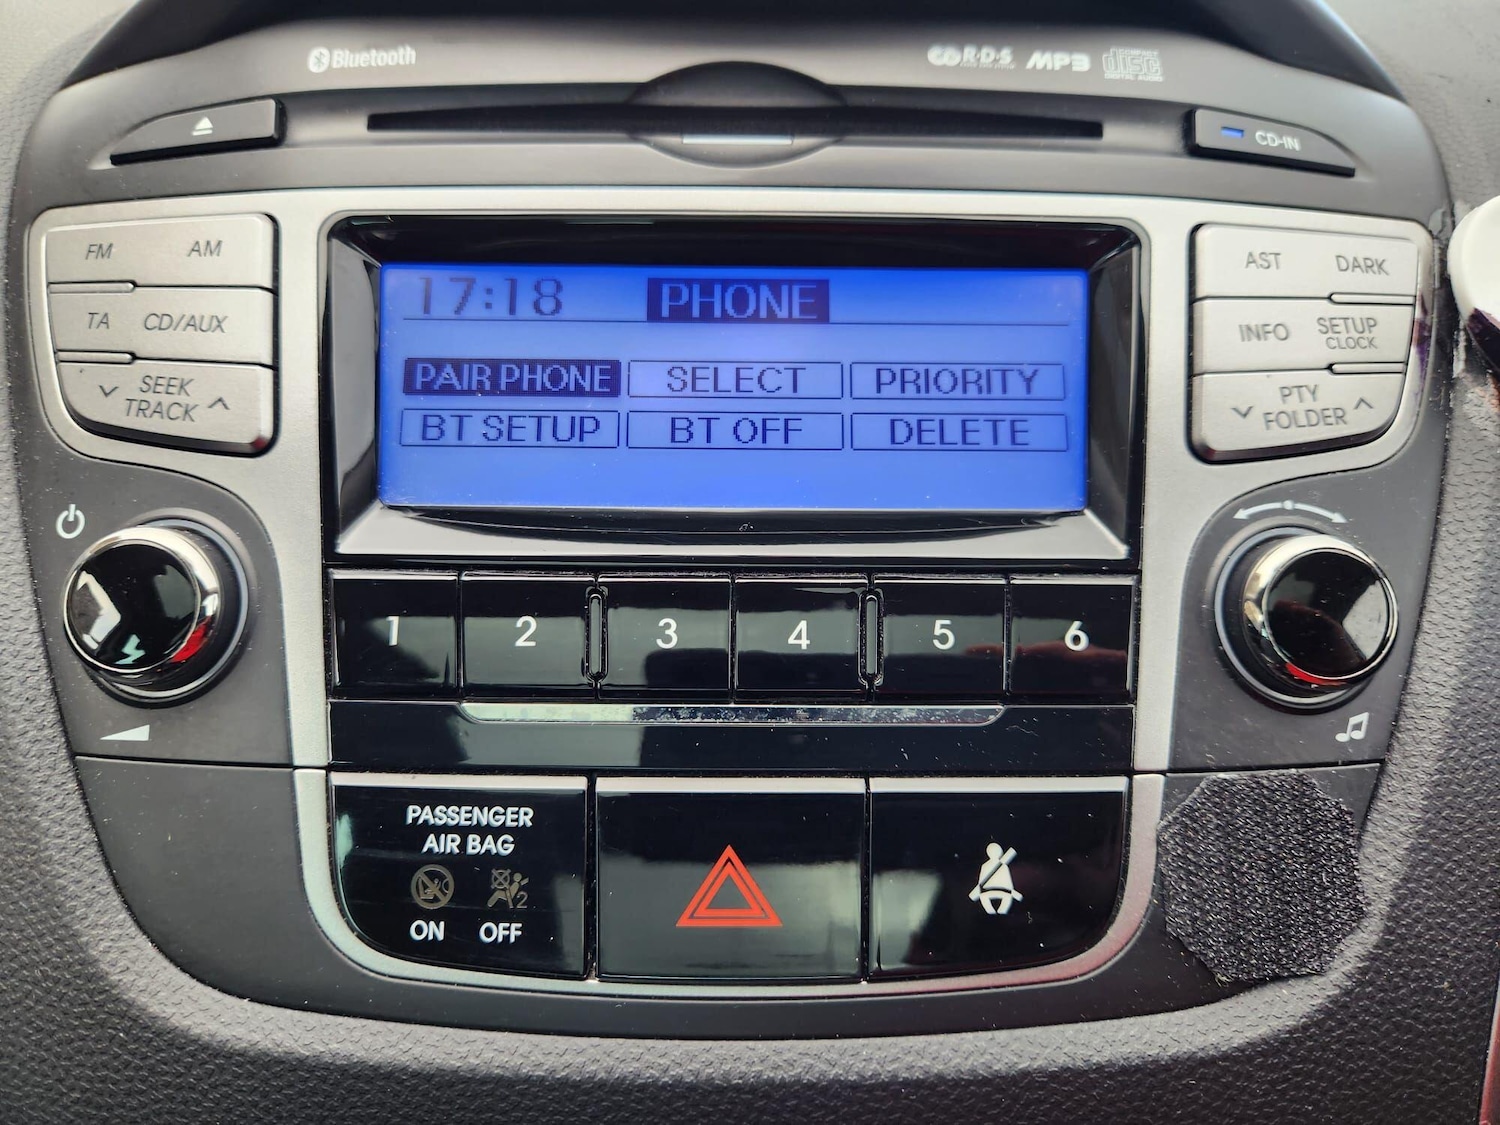 Bluetooth
R·D·S MP3 COMPACT disc DIGITAL AUDIO
CD-IN
FM AM
TA CD/AUX
SEEK
TRACK
17:18 PHONE
PAIR PHONE SELECT PRIORITY
BT SETUP BT OFF DELETE
AST DARK
INFO SETUP
CLOCK
PTY
FOLDER
1 2 3 4 5 6
PASSENGER
AIR BAG
2
ON OFF